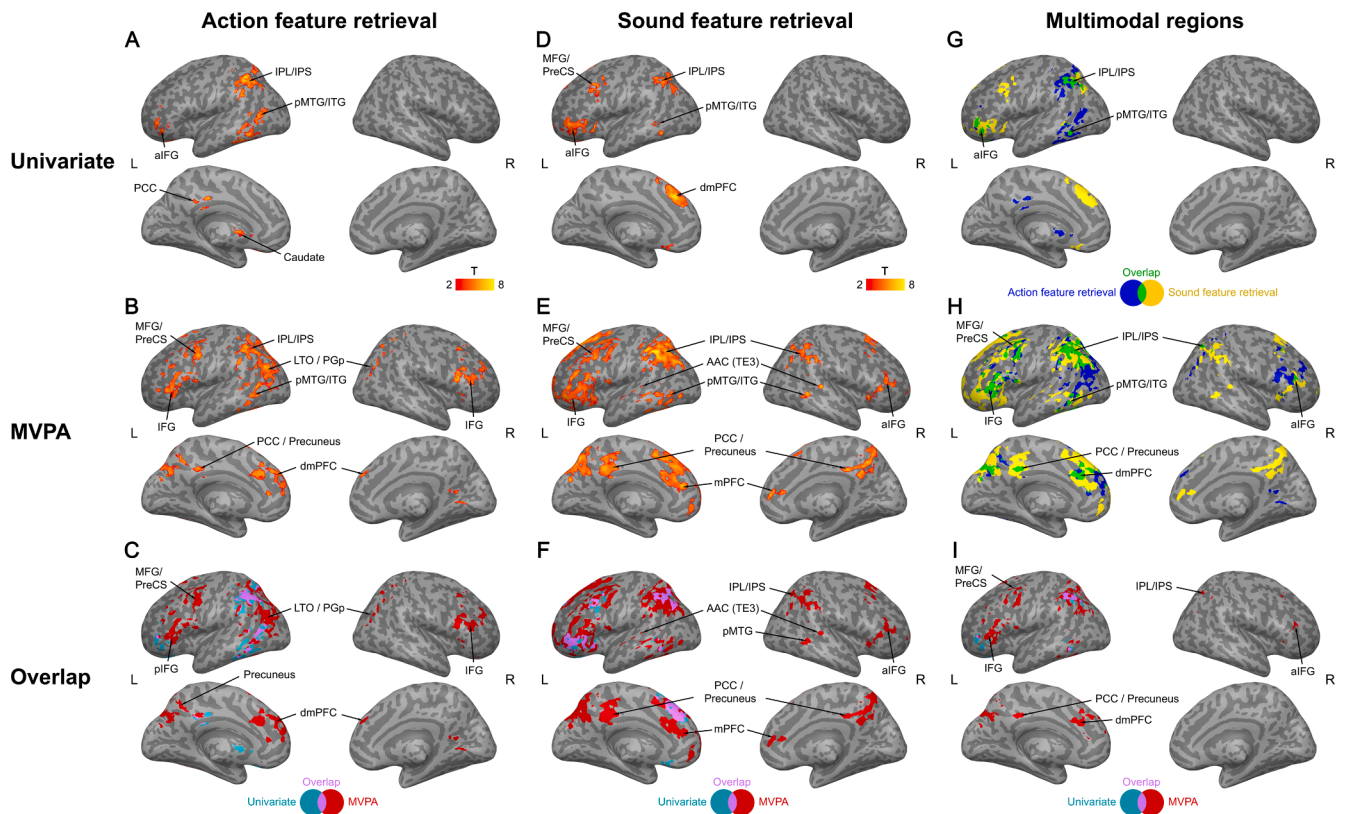 Action feature retrieval
Sound feature retrieval
Multimodal regions
Univariate
A
IPL/IPS
pMTG/ITG
aIFG
L
R
PCC
Caudate
T
2
8
D
MFG/
PreCS
IPL/IPS
pMTG/ITG
aIFG
L
R
dmPFC
T
2
8
G
IPL/IPS
pMTG/ITG
aIFG
L
R
Overlap
Action feature retrieval
Sound feature retrieval
MVPA
B
MFG/
PreCS
IPL/IPS
LTO / PGp
pMTG/ITG
IFG
IFG
L
R
PCC / Precuneus
dmPFC
E
IPL/IPS
AAC (TE3)
pMTG/ITG
IFG
aIFG
L
R
PCC /
Precuneus
mPFC
H
MFG/
PreCS
IPL/IPS
pMTG/ITG
IFG
aIFG
L
R
PCC / Precuneus
dmPFC
Overlap
C
MFG/
PreCS
LTO / PGp
pIFG
IFG
L
R
Precuneus
dmPFC
Overlap
Univariate
MVPA
F
IPL/IPS
AAC (TE3)
pMTG
aIFG
L
R
PCC /
Precuneus
mPFC
Overlap
Univariate
MVPA
I
MFG/
PreCS
IPL/IPS
IFG
aIFG
L
R
PCC / Precuneus
dmPFC
Overlap
Univariate
MVPA